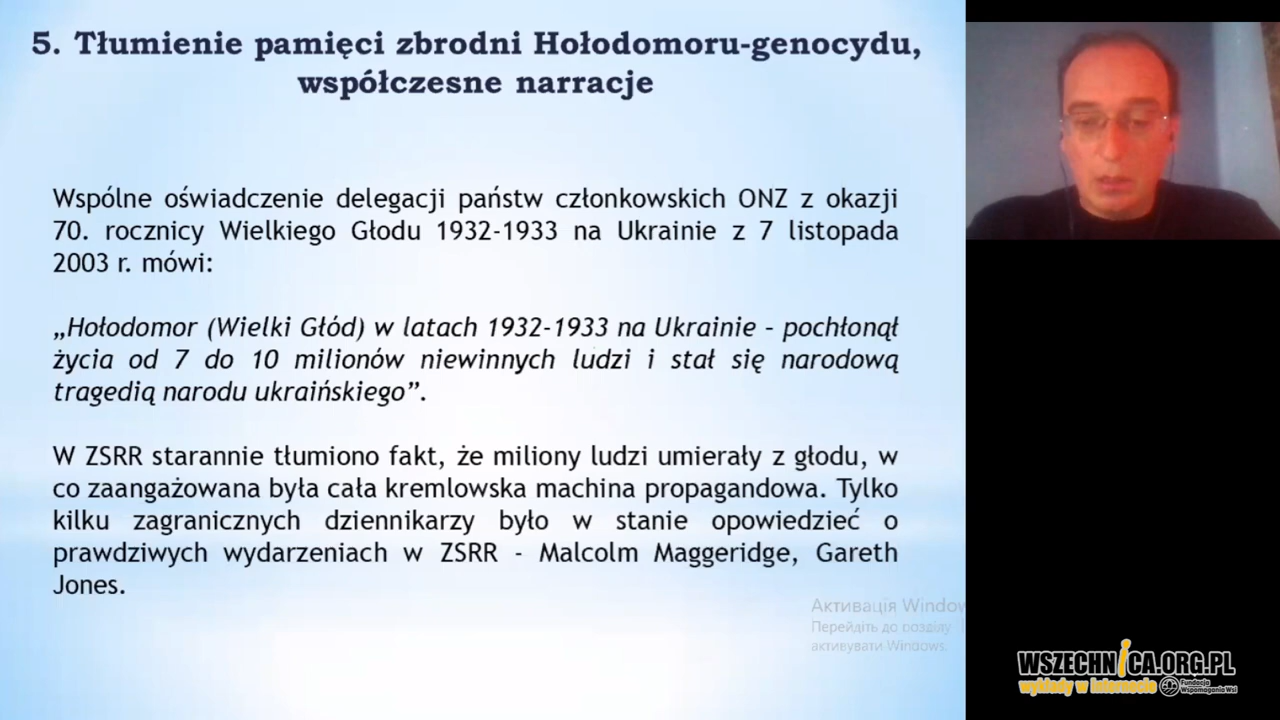 5. Tłumienie pamięci zbrodni Hołodomoru-genocydu,
współczesne narracje
Wspólne oświadczenie delegacji państw członkowskich ONZ z okazji
70. rocznicy Wielkiego Głodu 1932-1933 na Ukrainie z 7 listopada
2003 r. mówi:
„Hołodomor (Wielki Głód) w latach 1932-1933 na Ukrainie – pochłonął
życia od 7 do 10 milionów niewinnych ludzi i stał się narodową
tragedią narodu ukraińskiego”.
W ZSRR starannie tłumiono fakt, że miliony ludzi umierały z głodu, w
co zaangażowana była cała kremlowska machina propagandowa. Tylko
kilku zagranicznych dziennikarzy było w stanie opowiedzieć o
prawdziwych wydarzeniach w ZSRR - Malcolm Maggeridge, Gareth
Jones.
Активація Window
Перейдіть до розділу
активувати Windows.
WSZECHNICA.ORG.PL
wykłady w internecie
Fundacja
Wspomagania Wsi